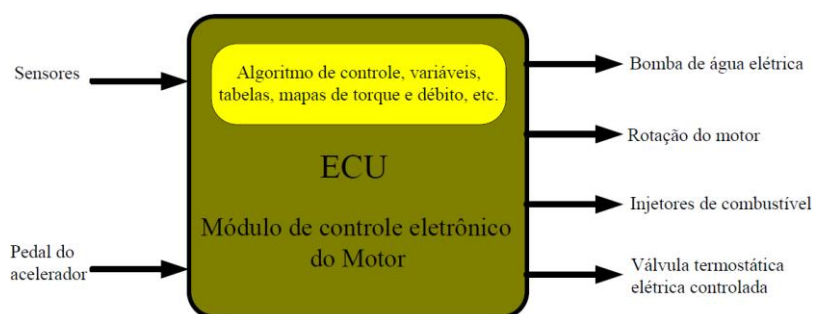 Sensores
Pedal do
acelerador
Algoritmo de controle, variáveis,
tabelas, mapas de torque e débito, etc.
ECU
Módulo de controle eletrônico
do Motor
Bomba de água elétrica
Rotação do motor
Injetores de combustível
Válvula termostática
elétrica controlada